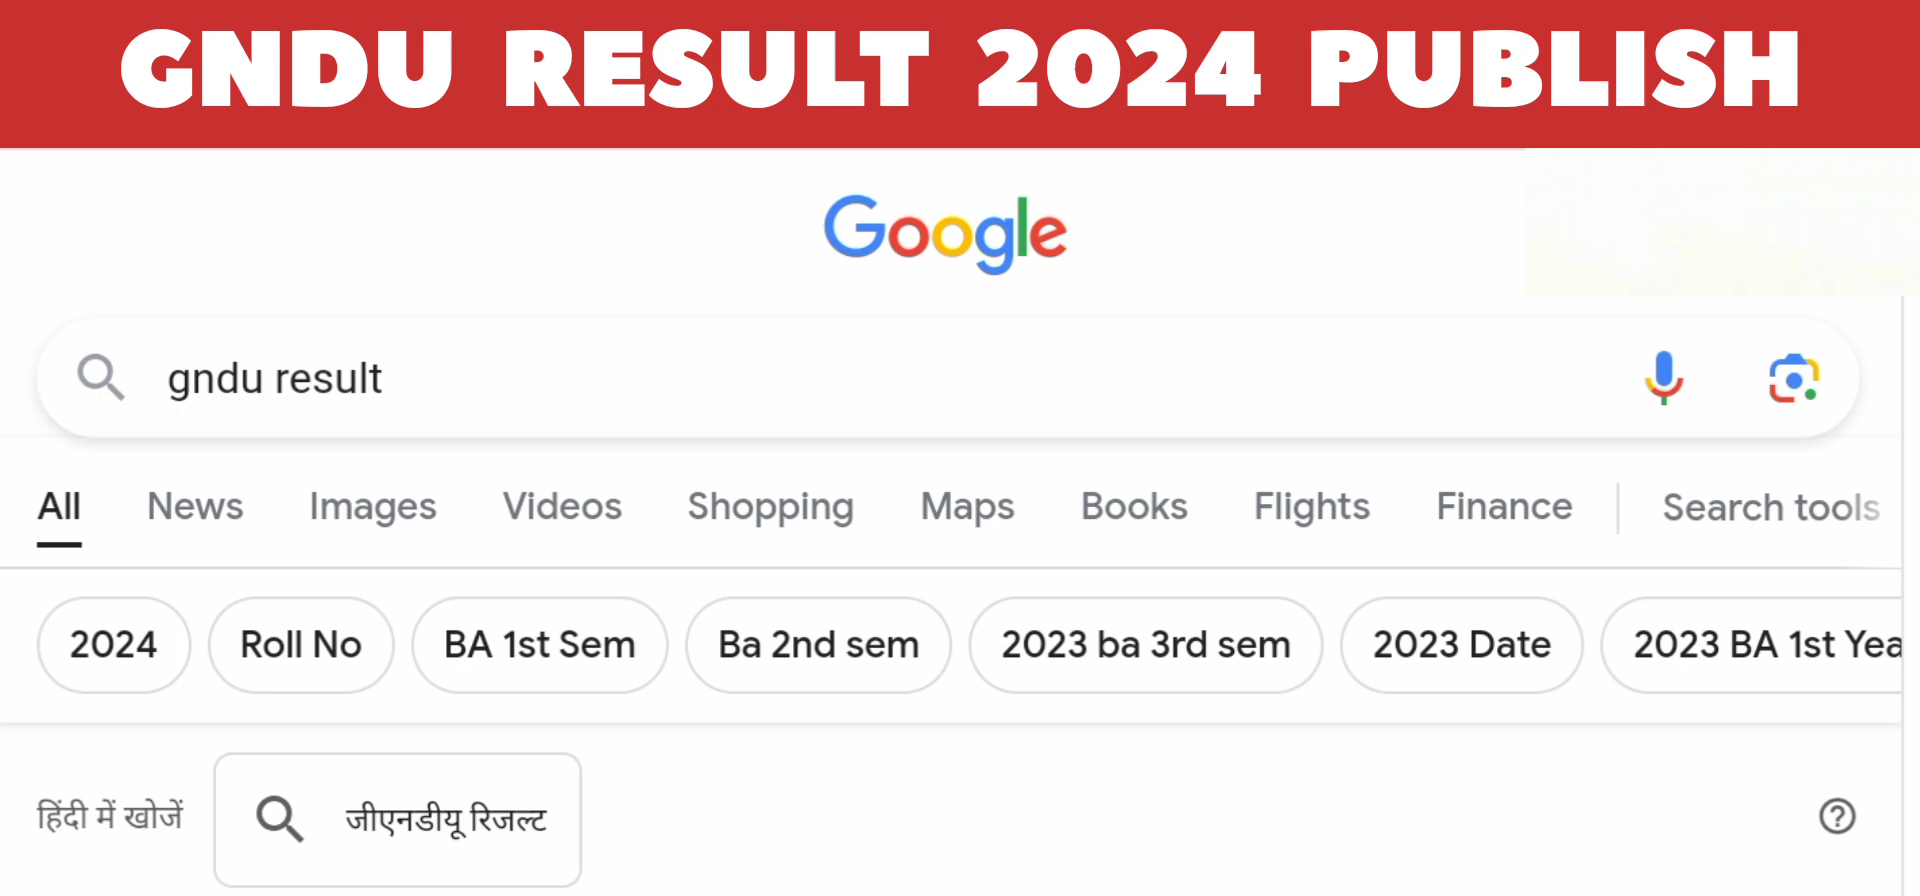 GNDU RESULT 2024 PUBLISH
Google
gndu result
All News Images Videos Shopping Maps Books Flights Finance Search tools
2024 Roll No BA 1st Sem Ba 2nd sem 2023 ba 3rd sem 2023 Date 2023 BA 1st Yea
हिंदी में खोजें जीएनडीयू रिजल्ट ?